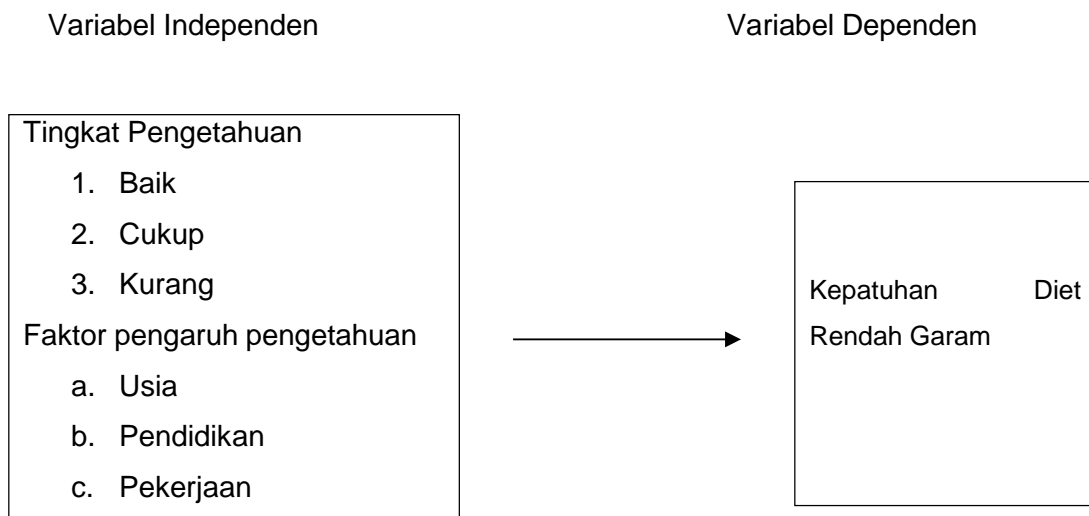 Variabel Independen
Variabel Dependen
Tingkat Pengetahuan
1. Baik
2. Cukup
3. Kurang
Faktor pengaruh pengetahuan
a. Usia
b. Pendidikan
c. Pekerjaan
Kepatuhan Diet
Rendah Garam